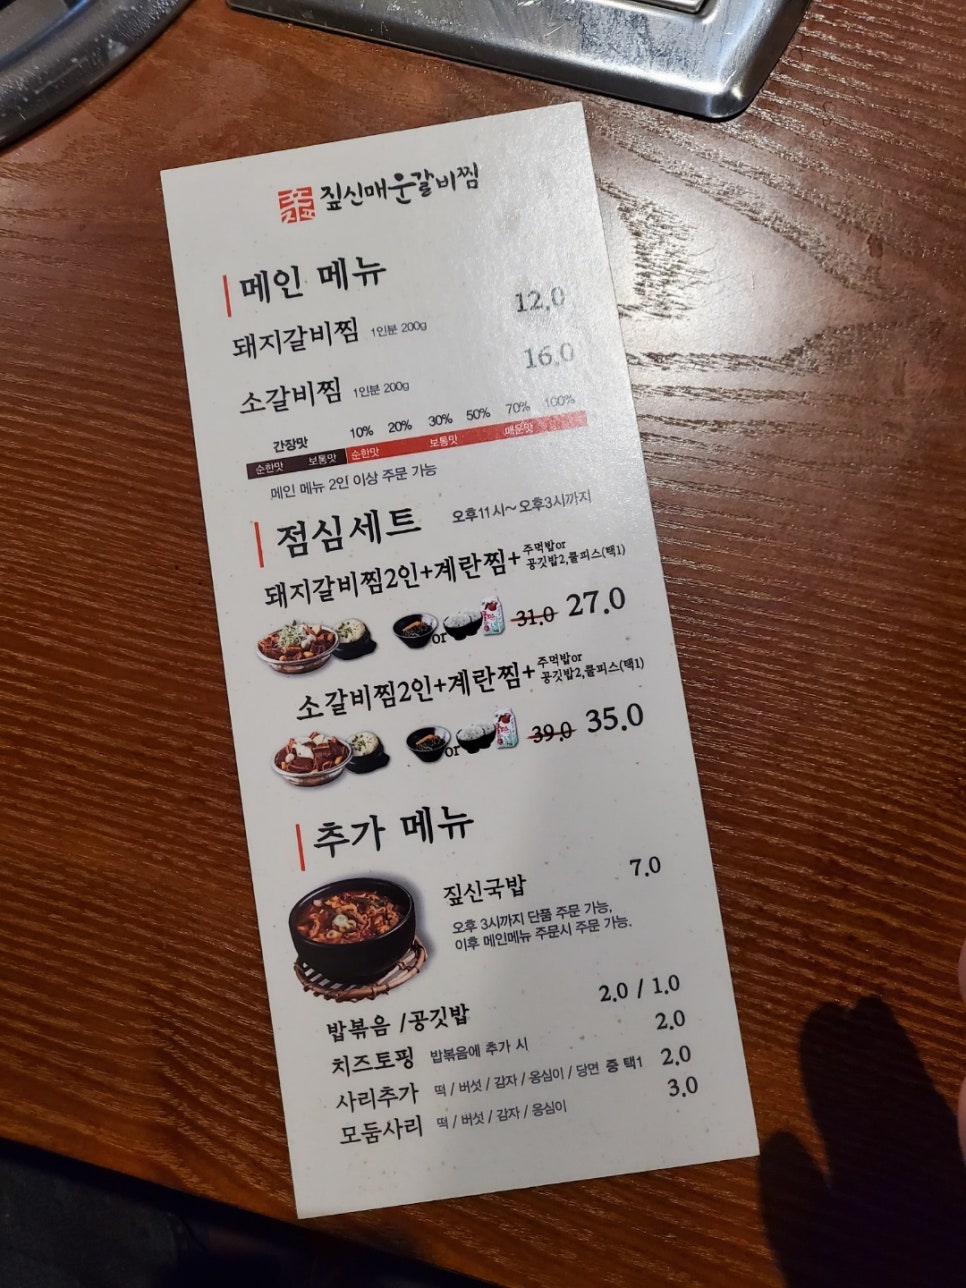 짚신매운갈비찜
메인 메뉴
돼지갈비찜 1인분 200g 12.0
소갈비찜 1인분 200g 16.0
간장맛 10% 20% 30% 50% 70% 100%
순한맛 보통맛 순한맛 보통맛 매운맛
메인 메뉴 2인 이상 주문 가능
점심세트 오후11시~오후3시까지
돼지갈비찜2인+계란찜+주먹밥or
공깃밥2,쿨피스(택1)
or 31.0 27.0
소갈비찜2인+계란찜+주먹밥or
공깃밥2,쿨피스(택1)
or 39.0 35.0
추가 메뉴
짚신국밥 7.0
오후 3시까지 단품 주문 가능,
이후 메인메뉴 주문시 주문 가능.
밥볶음 /공깃밥 2.0 / 1.0
치즈토핑 밥볶음에 추가 시 2.0
사리추가 떡 / 버섯 / 감자 / 옹심이 / 당면 중 택1 2.0
모둠사리 떡 / 버섯 / 감자 / 옹심이 3.0